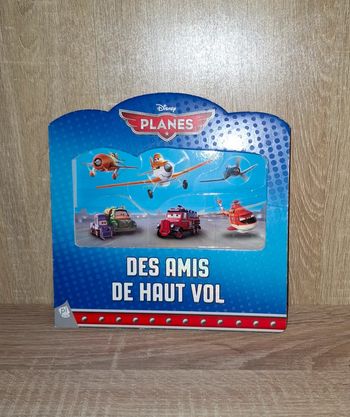 Disney
PLANES
DES AMIS
DE HAUT VOL